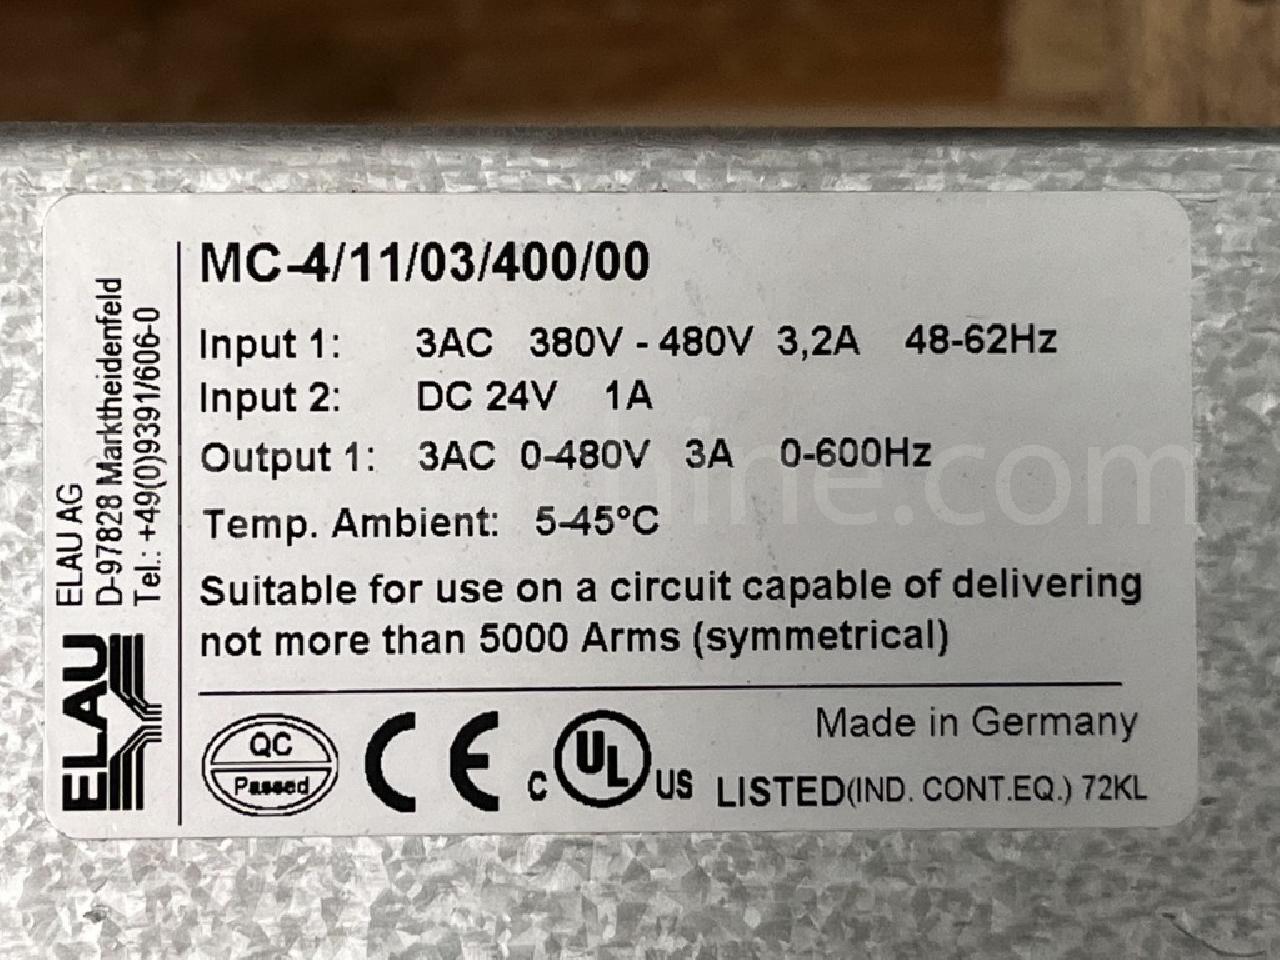 MC-4/11/03/400/00
Input 1: 3AC 380V - 480V 3,2A 48-62Hz
Input 2: DC 24V 1A
Output 1: 3AC 0-480V 3A 0-600Hz
Temp. Ambient: 5-45°C
Suitable for use on a circuit capable of delivering
not more than 5000 Arms (symmetrical)
Made in Germany
QC
Passed
CE
C UL US LISTED(IND. CONT.EQ.) 72KL
ELAU
ELAU AG
D-97828 Marktheidenfeld
Tel.: +49(0)9391/606-0
hine.com